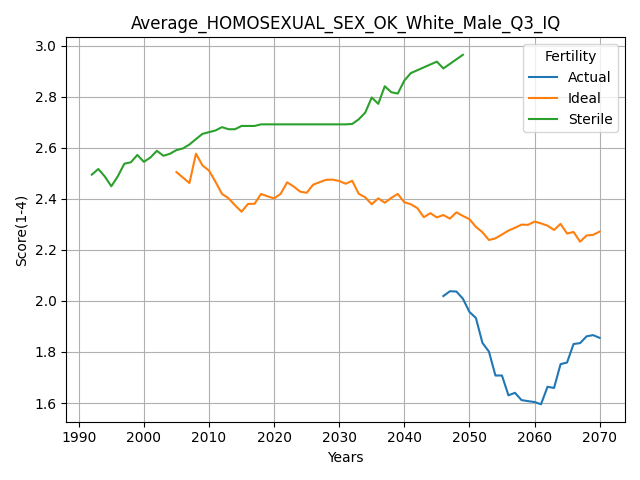 Average_HOMOSEXUAL_SEX_OK_White_Male_Q3_IQ
Fertility
Actual
Ideal
Sterile
Score(1-4)
3.0
2.8
2.6
2.4
2.2
2.0
1.8
1.6
1990 2000 2010 2020 2030 2040 2050 2060 2070
Years